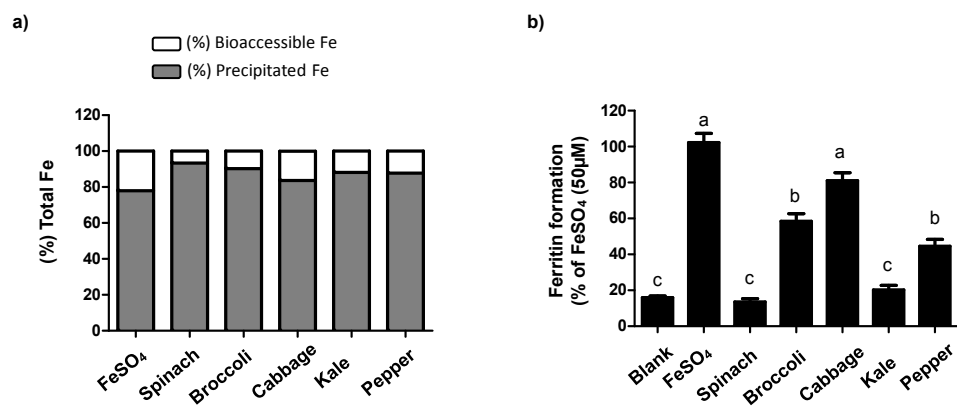 a)
(%) Bioaccessible Fe
(%) Precipitated Fe
(%) Total Fe
120
100
80
60
40
20
0
FeSO₄
Spinach
Broccoli
Cabbage
Kale
Pepper
b)
Ferritin formation
(% of FeSO₄ (50μM)
120
100
80
60
40
20
0
c
a
c
b
a
c
b
Blank
FeSO₄
Spinach
Broccoli
Cabbage
Kale
Pepper